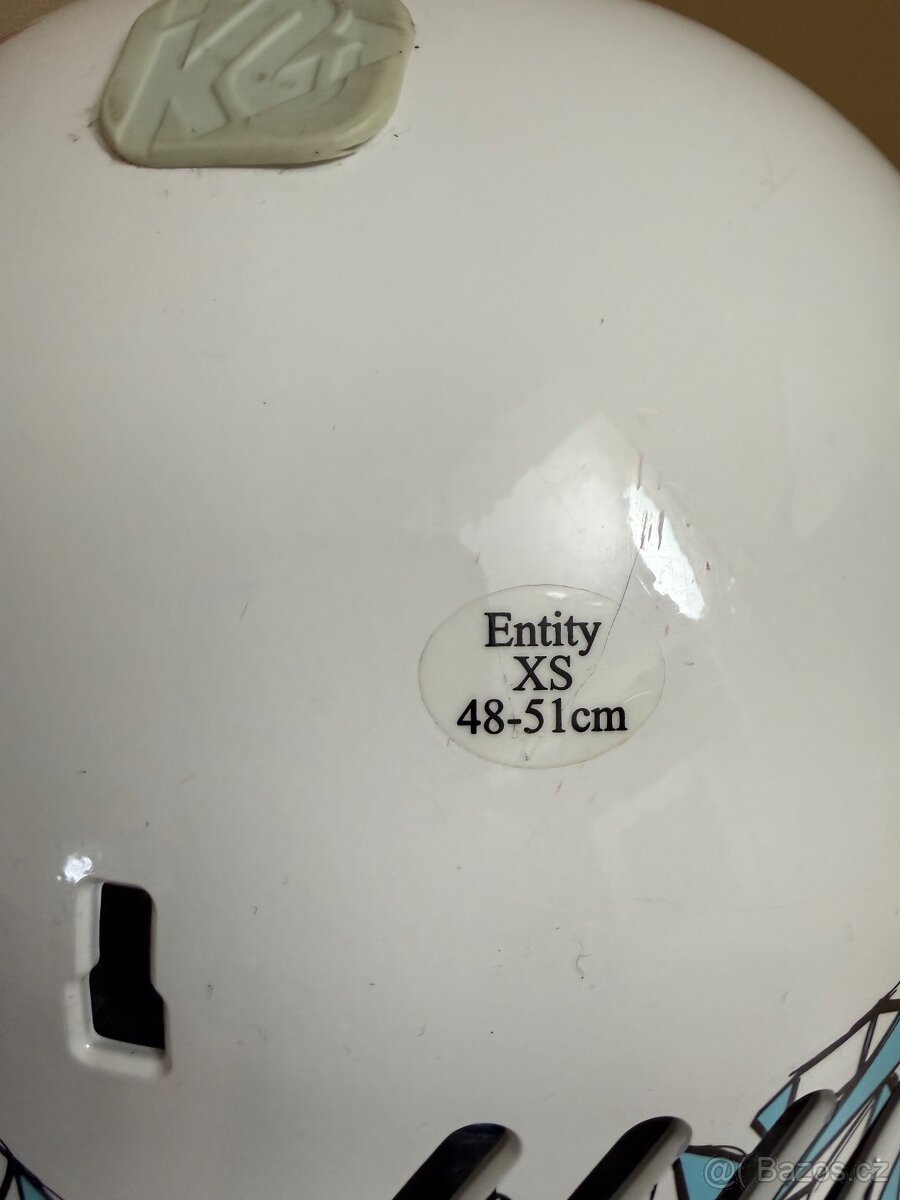 K2
Entity
XS
48-51cm
@( Bazos.cz